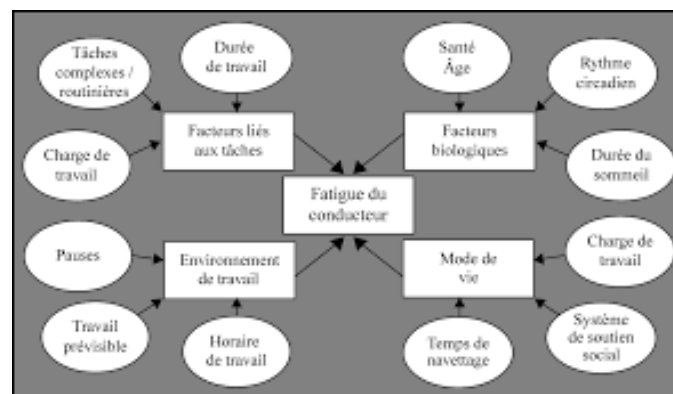 Tâches
complexes /
routinières
Durée
de travail
Santé
Âge
Rythme
circadien
Facteurs liés
aux tâches
Facteurs
biologiques
Charge de
travail
Durée du
sommeil
Fatigue du
conducteur
Pauses
Environnement
de travail
Mode de
vie
Charge de
travail
Travail
prévisible
Horaire
de travail
Temps de
navettage
Système
de soutien
social